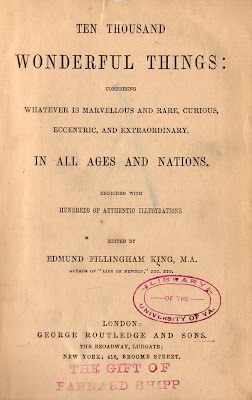 TEN THOUSAND
WONDERFUL THINGS:
COMPRISING
WHATEVER IS MARVELLOUS AND RARE, CURIOUS,
ECCENTRIC, AND EXTRAORDINARY,
IN ALL AGES AND NATIONS.
ENRICHED WITH
HUNDREDS OF AUTHENTIC ILLUSTRATIONS
EDITED BY
EDMUND FILLINGHAM KING, M.A.
AUTHOR OF "LIFE OF NEWTON," ETC. ETC.
LIBRARY
OF THE
UNIVERSITY OF VA.
LONDON:
GEORGE ROUTLEDGE AND SONS.
THE BROADWAY, LUDGATE;
NEW YORK: 416, BROOME STREET.
THE GIFT OF
BARNARD SHIPP